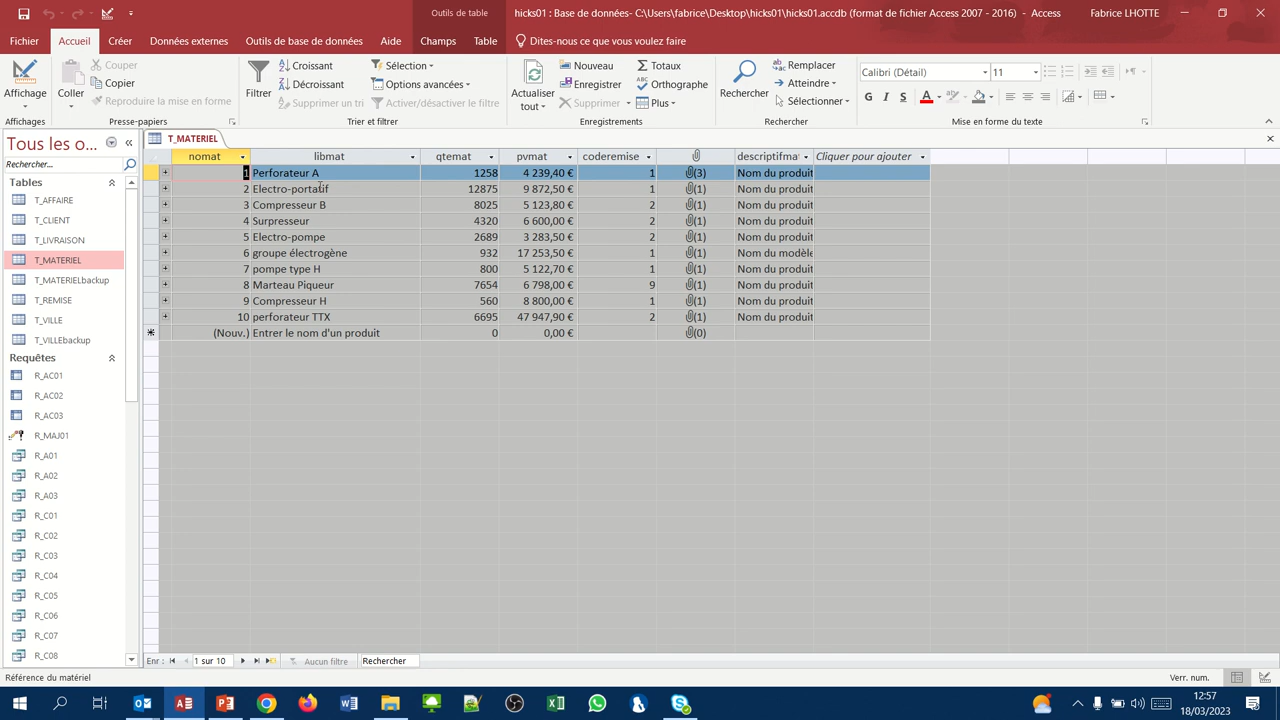 Outils de table
hicks01 : Base de données- C:\Users\fabrice\Desktop\hicks01\hicks01.accdb (format de fichier Access 2007 - 2016) - Access
Fabrice LHOTTE
Fichier Accueil Créer Données externes Outils de base de données Aide Champs Table Dites-nous ce que vous voulez faire
Affichage
Affichages
Coller
Couper
Copier
Reproduire la mise en forme
Presse-papiers
Filtrer
Croissant
Décroissant
Supprimer un tri
Sélection
Options avancées
Activer/désactiver le filtre
Trier et filtrer
Actualiser
tout
Nouveau
Enregistrer
Supprimer
Totaux
Orthographe
Plus
Enregistrements
Rechercher
Remplacer
Atteindre
Sélectionner
Rechercher
Calibri (Détail) 11
G I S A
Mise en forme du texte
Tous les o...
Rechercher...
Tables
T_AFFAIRE
T_CLIENT
T_LIVRAISON
T_MATERIEL
T_MATERIELbackup
T_REMISE
T_VILLE
T_VILLEbackup
Requêtes
R_AC01
R_AC02
R_AC03
R_MAJ01
R_A01
R_A02
R_A03
R_C01
R_C02
R_C03
R_C04
R_C05
R_C06
R_C07
R_C08
T_MATERIEL
nomat libmat qtemat pvmat coderemise descriptifma Cliquer pour ajouter
1 Perforateur A 1258 4 239,40 € 1 (3) Nom du produit
2 Electro-portatif 12875 9 872,50 € 1 (1) Nom du produit
3 Compresseur B 8025 5 123,80 € 2 (1) Nom du produit
4 Surpresseur 4320 6 600,00 € 2 (1) Nom du produit
5 Electro-pompe 2689 3 283,50 € 2 (1) Nom du produit
6 groupe électrogène 932 17 253,50 € 1 (1) Nom du modèle
7 pompe type H 800 5 122,70 € 1 (1) Nom du produit
8 Marteau Piqueur 7654 6 798,00 € 9 (1) Nom du produit
9 Compresseur H 560 8 800,00 € 1 (1) Nom du produit
10 perforateur TTX 6695 47 947,90 € 2 (1) Nom du produit
(Nouv.) Entrer le nom d'un produit 0 0,00 € (0)
Enr : 1 sur 10 Aucun filtre Rechercher
Référence du matériel
Verr. num.
12:57
18/03/2023